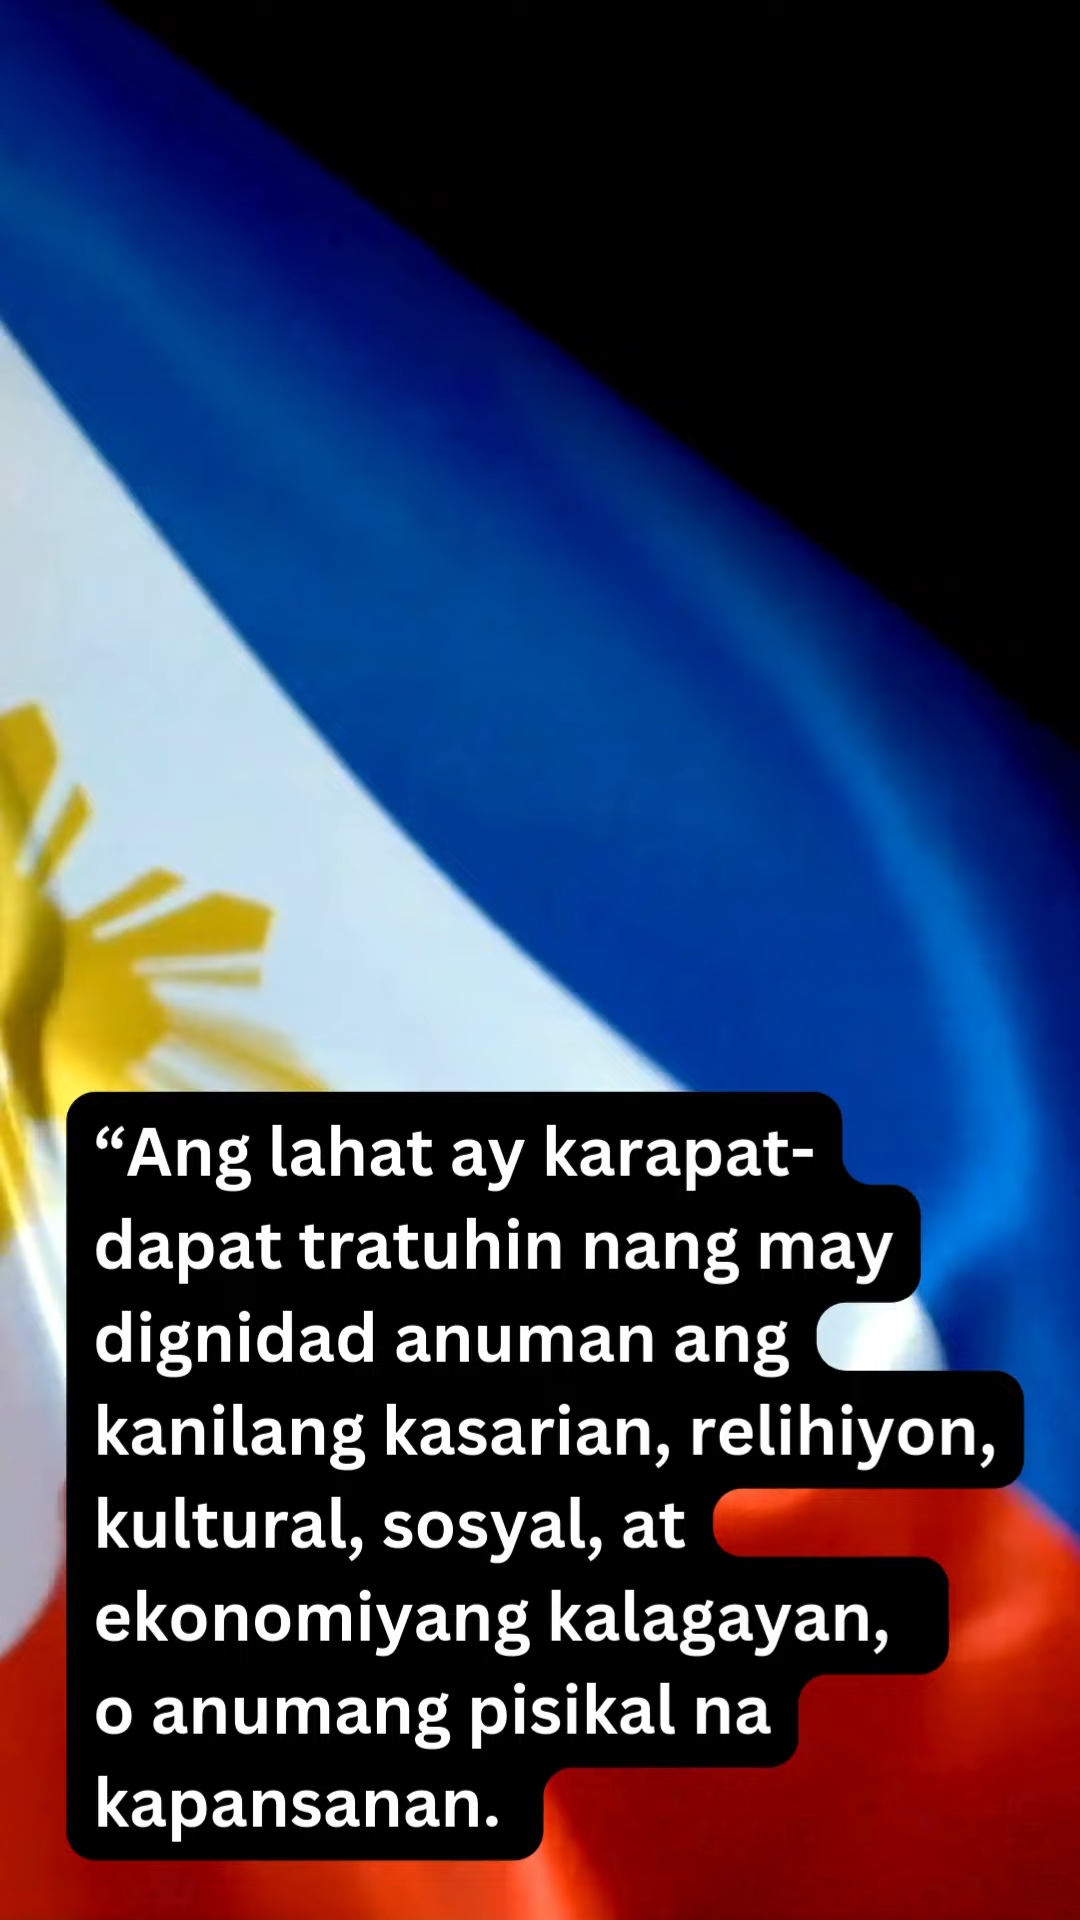 “Ang lahat ay karapat-
dapat tratuhin nang may
dignidad anuman ang
kanilang kasarian, relihiyon,
kultural, sosyal, at
ekonomiyang kalagayan,
o anumang pisikal na
kapansanan.